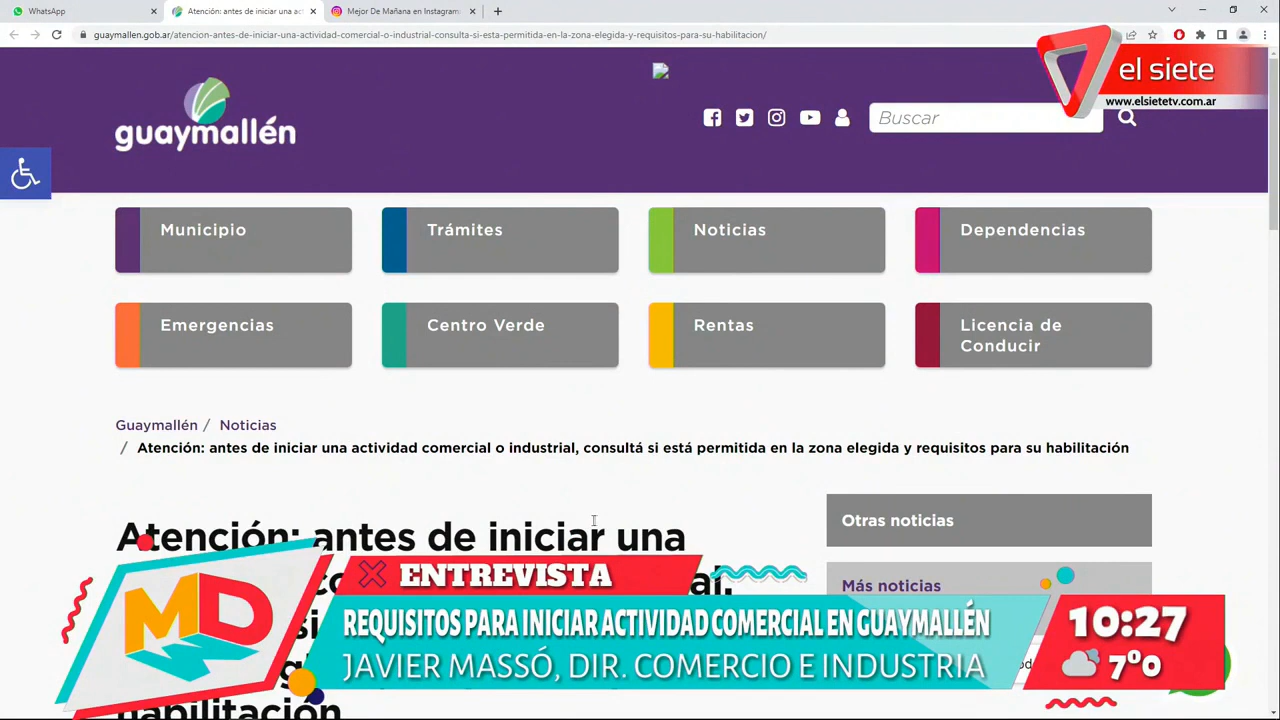 WhatsApp
Atención: antes de iniciar una act
Mejor De Mañana en Instagram:
guaymallen.gob.ar/atencion-antes-de-iniciar-una-actividad-comercial-o-industrial-consulta-si-esta-permitida-en-la-zona-elegida-y-requisitos-para-su-habilitacion/
el siete
www.elsietetv.com.ar
guaymallén
Buscar
Municipio
Trámites
Noticias
Dependencias
Emergencias
Centro Verde
Rentas
Licencia de
Conducir
Guaymallén / Noticias
/ Atención: antes de iniciar una actividad comercial o industrial, consultá si está permitida en la zona elegida y requisitos para su habilitación
Otras noticias
Atención: antes de iniciar una
Más noticias
habilitación
MD
ENTREVISTA
REQUISITOS PARA INICIAR ACTIVIDAD COMERCIAL EN GUAYMALLÉN
JAVIER MASSÓ, DIR. COMERCIO E INDUSTRIA
10:27
7º0